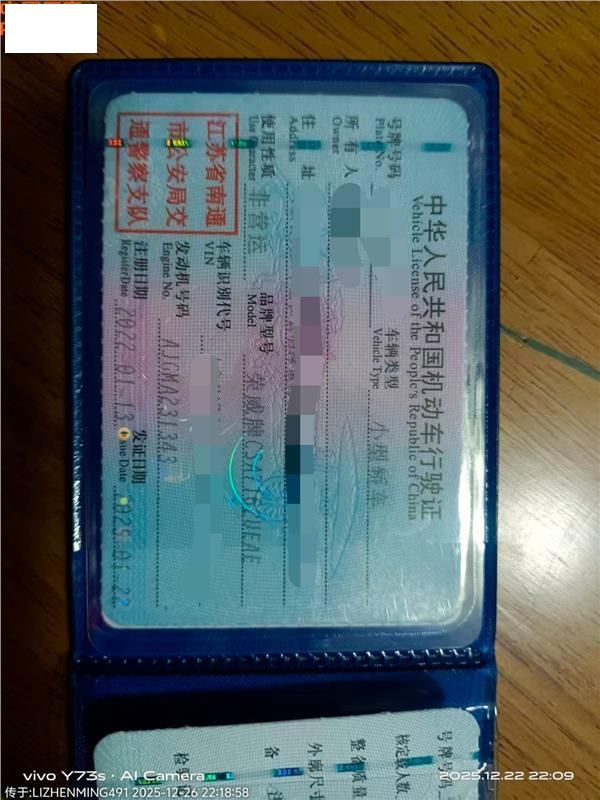 中华人民共和国机动车行驶证
Vehicle License of the People's Republic of China
号牌号码
Plate No.
车辆类型
Vehicle Type
小型轿车
所有人
Owner
住址
Address
使用性质
Use Character
非营运
品牌型号
Model
荣威牌
江苏省南通
市公安局交
通警察支队
车辆识别代号
VIN
发动机号码
Engine No.
AJGMA231343
注册日期
Register Date
2022-01-13
发证日期
Issue Date
2025-01-22
号牌号码
核定载人数
整备质量
外廓尺寸
备
检
vivo Y73s · AI Camera
2025.12.22 22:09
传于:LIZHENMING491 2025-12-26 22:18:58